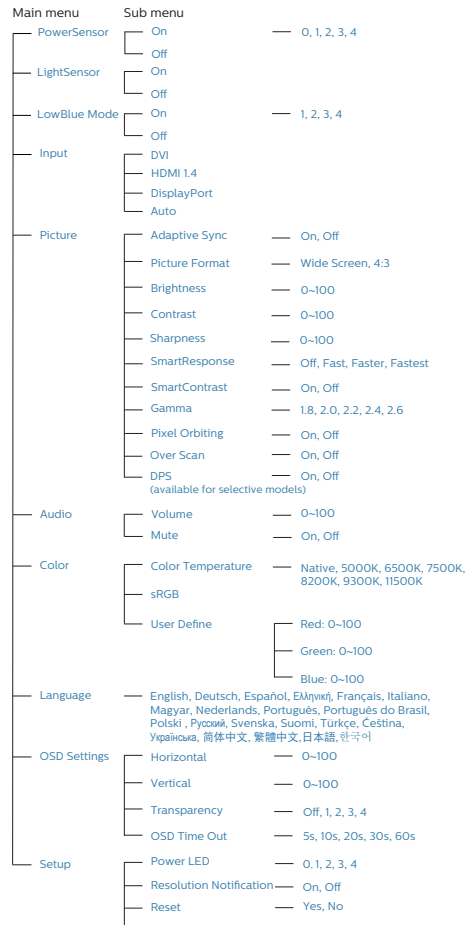 Main menu Sub menu
PowerSensor On 0, 1, 2, 3, 4
Off
LightSensor On
Off
LowBlue Mode On 1, 2, 3, 4
Off
Input DVI
HDMI 1.4
DisplayPort
Auto
Picture Adaptive Sync On, Off
Picture Format Wide Screen, 4:3
Brightness 0~100
Contrast 0~100
Sharpness 0~100
SmartResponse Off, Fast, Faster, Fastest
SmartContrast On, Off
Gamma 1.8, 2.0, 2.2, 2.4, 2.6
Pixel Orbiting On, Off
Over Scan On, Off
DPS On, Off
(available for selective models)
Audio Volume 0~100
Mute On, Off
Color Color Temperature Native, 5000K, 6500K, 7500K,
8200K, 9300K, 11500K
sRGB
User Define Red: 0~100
Green: 0~100
Blue: 0~100
Language English, Deutsch, Español, Ελληνική, Français, Italiano,
Magyar, Nederlands, Português, Português do Brasil,
Polski , Русский, Svenska, Suomi, Türkçe, Čeština,
Українська, 简体中文, 繁體中文,日本語,한국어
OSD Settings Horizontal 0~100
Vertical 0~100
Transparency Off, 1, 2, 3, 4
OSD Time Out 5s, 10s, 20s, 30s, 60s
Setup Power LED 0, 1, 2, 3, 4
Resolution Notification On, Off
Reset Yes, No